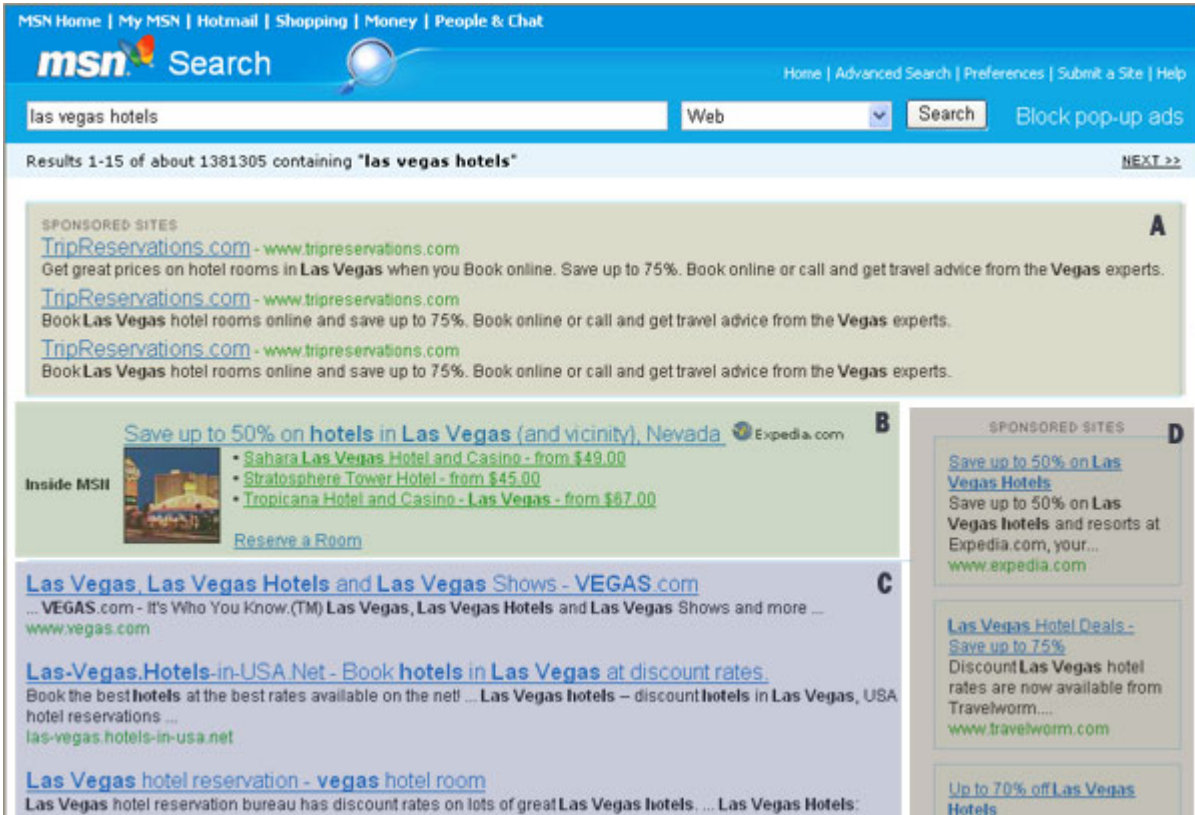 MSN Home | My MSN | Hotmail | Shopping | Money | People & Chat
msn Search
Home | Advanced Search | Preferences | Submit a Site | Help
las vegas hotels Web Search Block pop-up ads
Results 1-15 of about 1381305 containing "las vegas hotels" NEXT >>
A
SPONSORED SITES
TripReservations.com - www.tripreservations.com
Get great prices on hotel rooms in Las Vegas when you Book online. Save up to 75%. Book online or call and get travel advice from the Vegas experts.
TripReservations.com - www.tripreservations.com
Book Las Vegas hotel rooms online and save up to 75%. Book online or call and get travel advice from the Vegas experts.
TripReservations.com - www.tripreservations.com
Book Las Vegas hotel rooms online and save up to 75%. Book online or call and get travel advice from the Vegas experts.
B
Save up to 50% on hotels in Las Vegas (and vicinity), Nevada Expedia.com
Inside MSN
• Sahara Las Vegas Hotel and Casino - from $49.00
• Stratosphere Tower Hotel - from $45.00
• Tropicana Hotel and Casino - Las Vegas - from $67.00
Reserve a Room
C
Las Vegas, Las Vegas Hotels and Las Vegas Shows - VEGAS.com
... VEGAS.com - It's Who You Know.(TM) Las Vegas, Las Vegas Hotels and Las Vegas Shows and more ...
www.vegas.com
Las-Vegas.Hotels-in-USA.Net - Book hotels in Las Vegas at discount rates.
Book the best hotels at the best rates available on the net! ... Las Vegas hotels – discount hotels in Las Vegas, USA
hotel reservations ...
las-vegas.hotels-in-usa.net
Las Vegas hotel reservation - vegas hotel room
Las Vegas hotel reservation bureau has discount rates on lots of great Las Vegas hotels. ... Las Vegas Hotels:
SPONSORED SITES
D
Save up to 50% on Las
Vegas Hotels
Save up to 50% on Las
Vegas hotels and resorts at
Expedia.com, your...
www.expedia.com
Las Vegas Hotel Deals -
Save up to 75%
Discount Las Vegas hotel
rates are now available from
Travelworm....
www.travelworm.com
Up to 70% off Las Vegas
Hotels